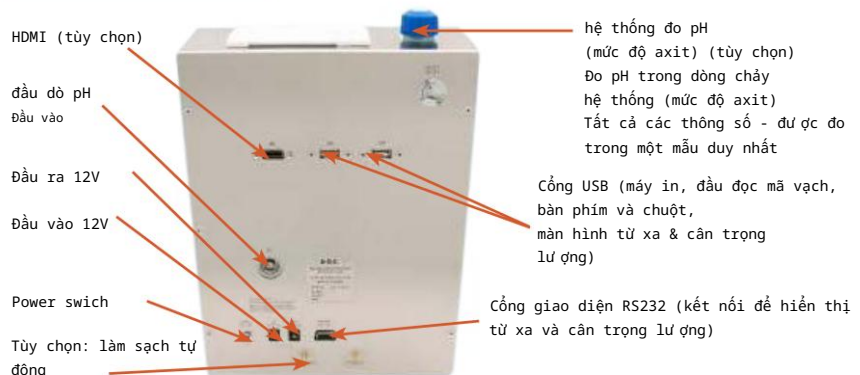 HDMI (tùy chọn)
đầu dò pH
Đầu vào
Đầu ra 12V
Đầu vào 12V
Power swich
Tùy chọn: làm sạch tự
động
hệ thống đo pH
(mức độ axit) (tùy chọn)
Đo pH trong dòng chảy
hệ thống (mức độ axit)
Tất cả các thông số - được đo
trong một mẫu duy nhất
Cổng USB (máy in, đầu đọc mã vạch,
bàn phím và chuột,
màn hình từ xa & cân trọng
lượng)
Cổng giao diện RS232 (kết nối để hiển thị
từ xa và cân trọng lượng)